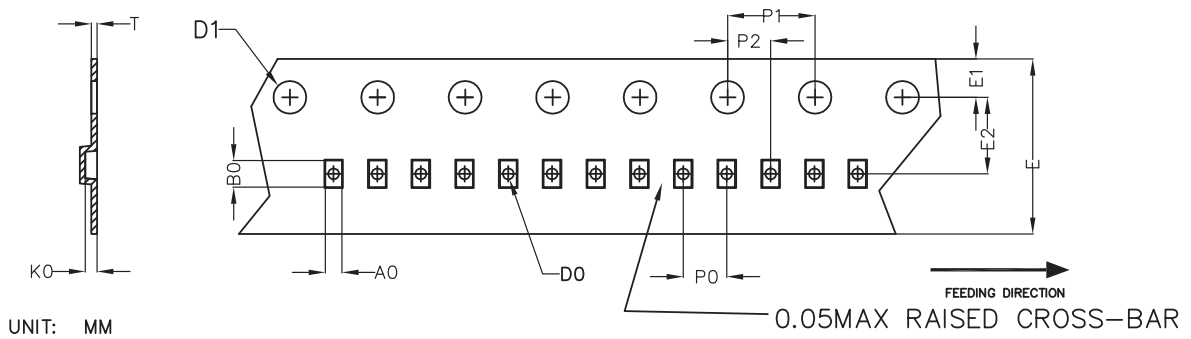 T
D1
P1
P2
E1
E2
E
B0
K0
A0
D0
P0
FEEDING DIRECTION
0.05MAX RAISED CROSS-BAR
UNIT: MM